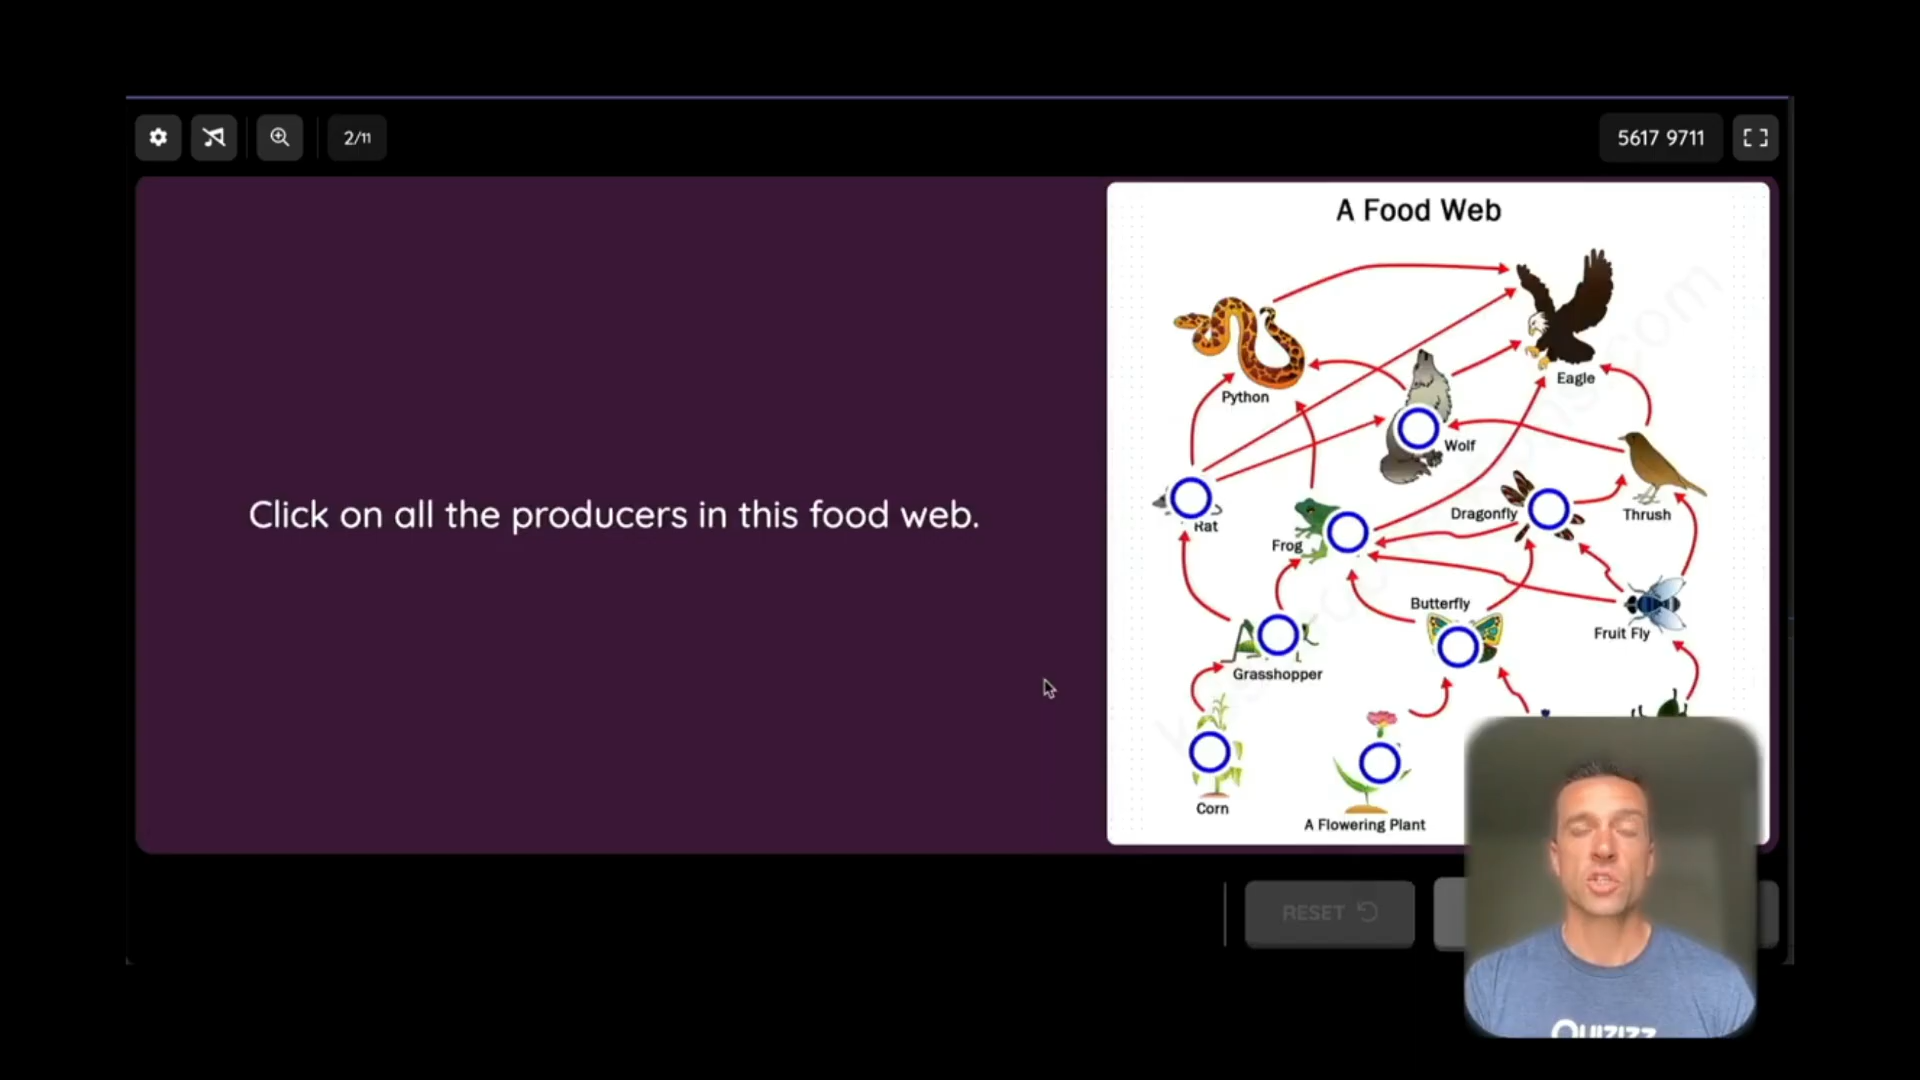 2/11
5617 9711
Click on all the producers in this food web.
A Food Web
Eagle
Python
Wolf
Rat
Dragonfly
Thrush
Frog
Butterfly
Fruit Fly
Grasshopper
Corn
A Flowering Plant
RESET
QUIZIZZ